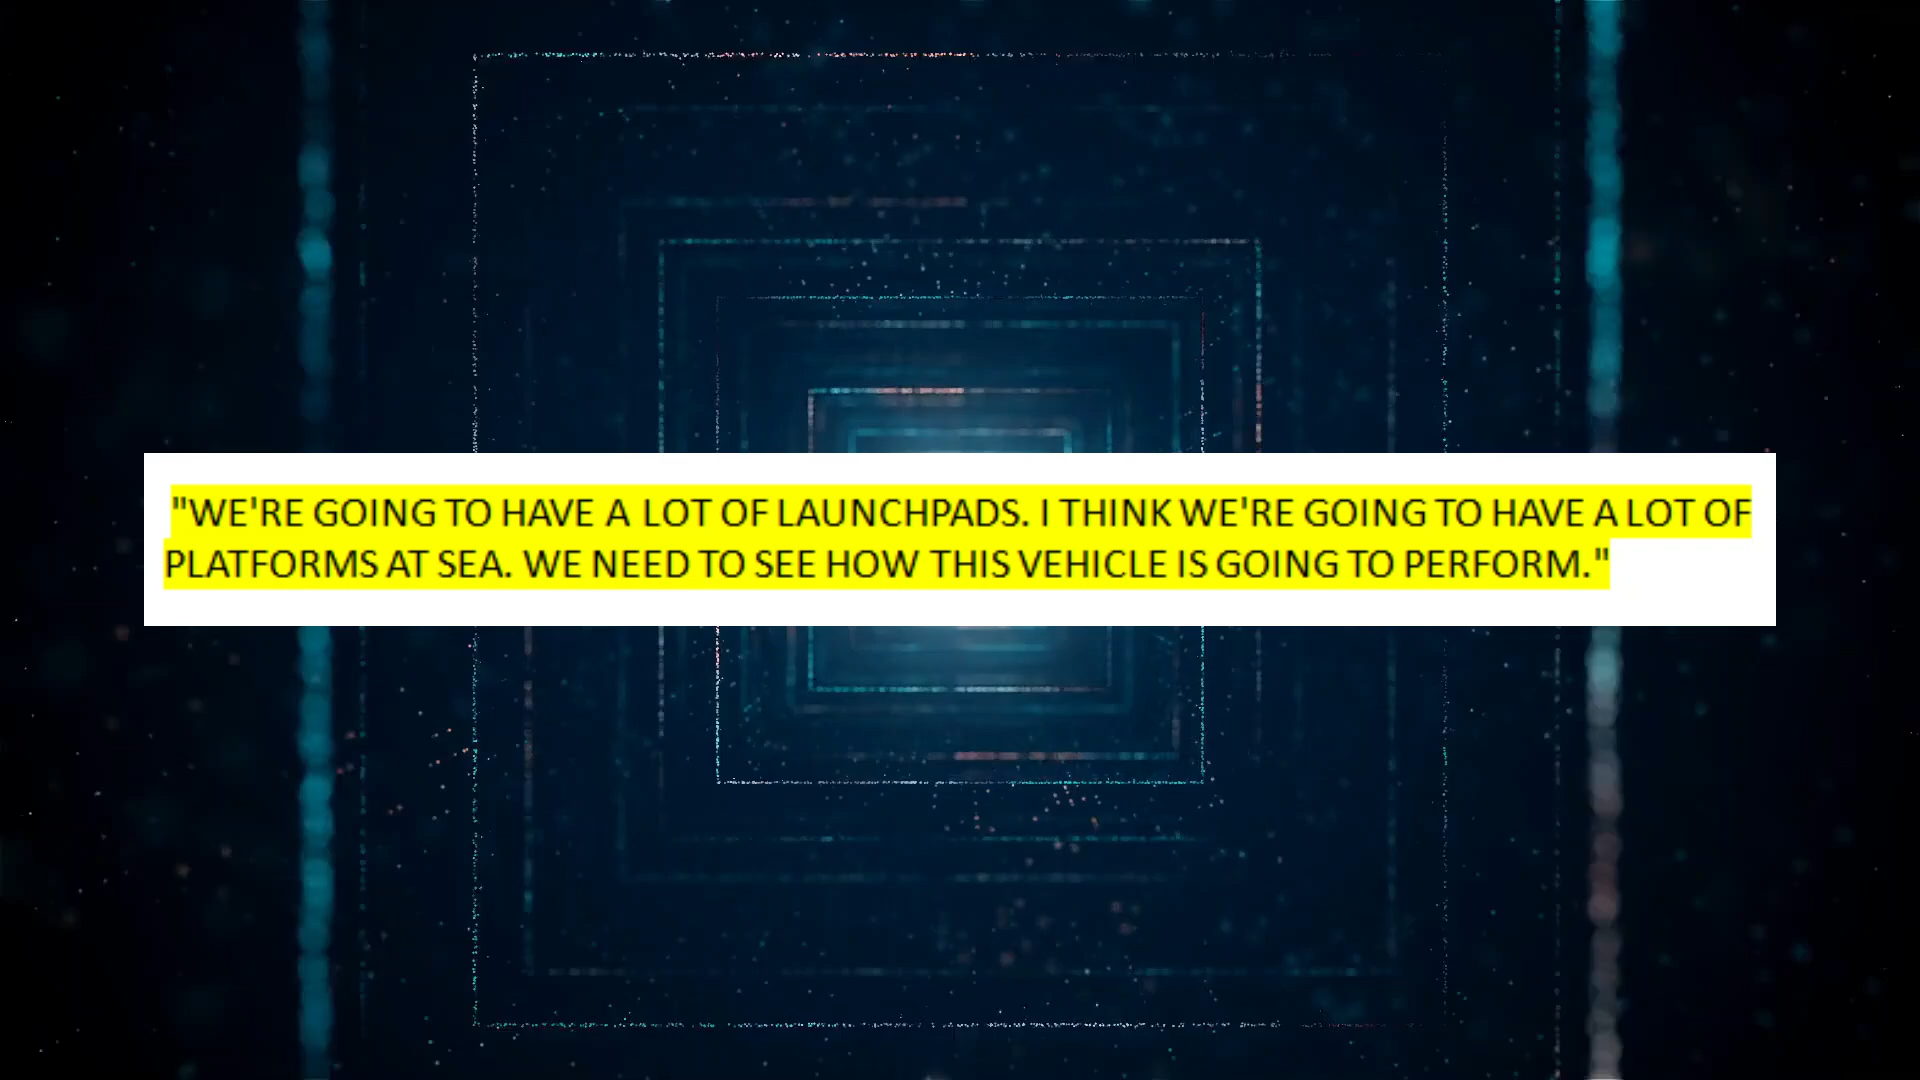 "WE'RE GOING TO HAVE A LOT OF LAUNCHPADS. I THINK WE'RE GOING TO HAVE A LOT OF
PLATFORMS AT SEA. WE NEED TO SEE HOW THIS VEHICLE IS GOING TO PERFORM."